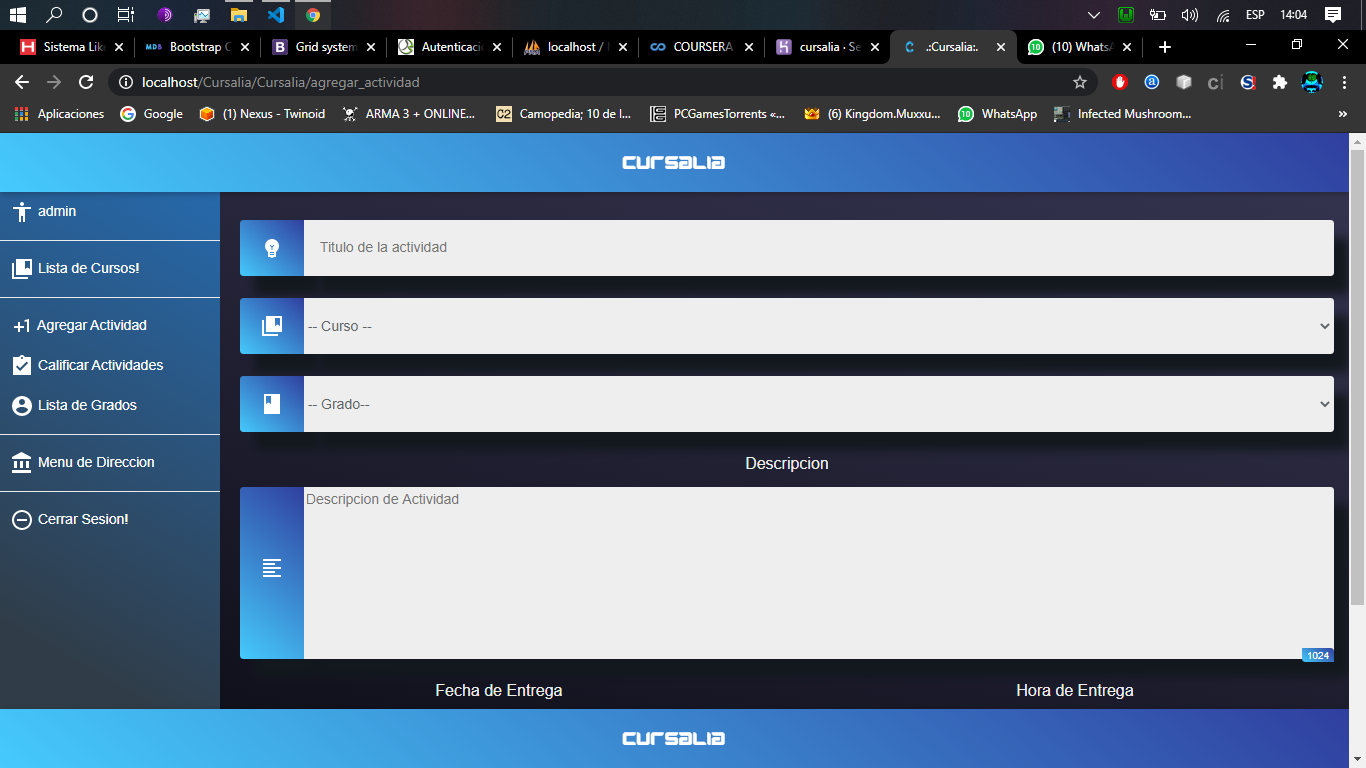 ESP 14:04
Sistema Lik
Bootstrap C
Grid system
Autenticació
localhost /
COURSERA
cursalia · Se
.:Cursalia:.
(10) WhatsA
localhost/Cursalia/Cursalia/agregar_actividad
Aplicaciones
Google
(1) Nexus - Twinoid
ARMA 3 + ONLINE...
Camopedia; 10 de l...
PCGamesTorrents «...
(6) Kingdom.Muxxu...
WhatsApp
Infected Mushroom...
»
cursalia
admin
Lista de Cursos!
+1 Agregar Actividad
Calificar Actividades
Lista de Grados
Menu de Direccion
Cerrar Sesion!
Titulo de la actividad
-- Curso --
-- Grado--
Descripcion
Descripcion de Actividad
1024
Fecha de Entrega
Hora de Entrega
cursalia